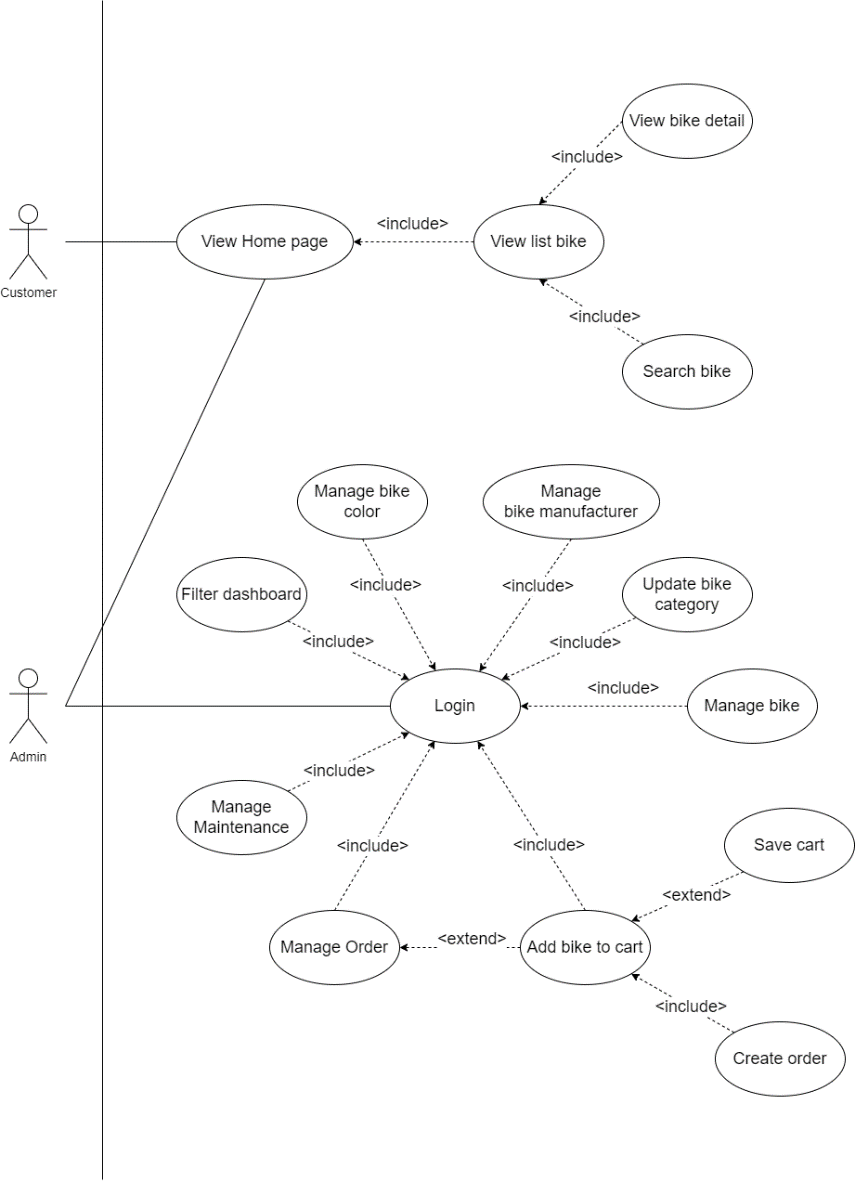 View bike detail
<include>
<include>
View Home page
View list bike
Customer
<include>
Search bike
Manage bike
color
Manage
bike manufacturer
<include>
<include>
Filter dashboard
Update bike
category
<include>
<include>
<include>
Login
Manage bike
Admin
<include>
Manage
Maintenance
<include>
<include>
Save cart
<extend>
<extend>
Manage Order
Add bike to cart
<include>
Create order